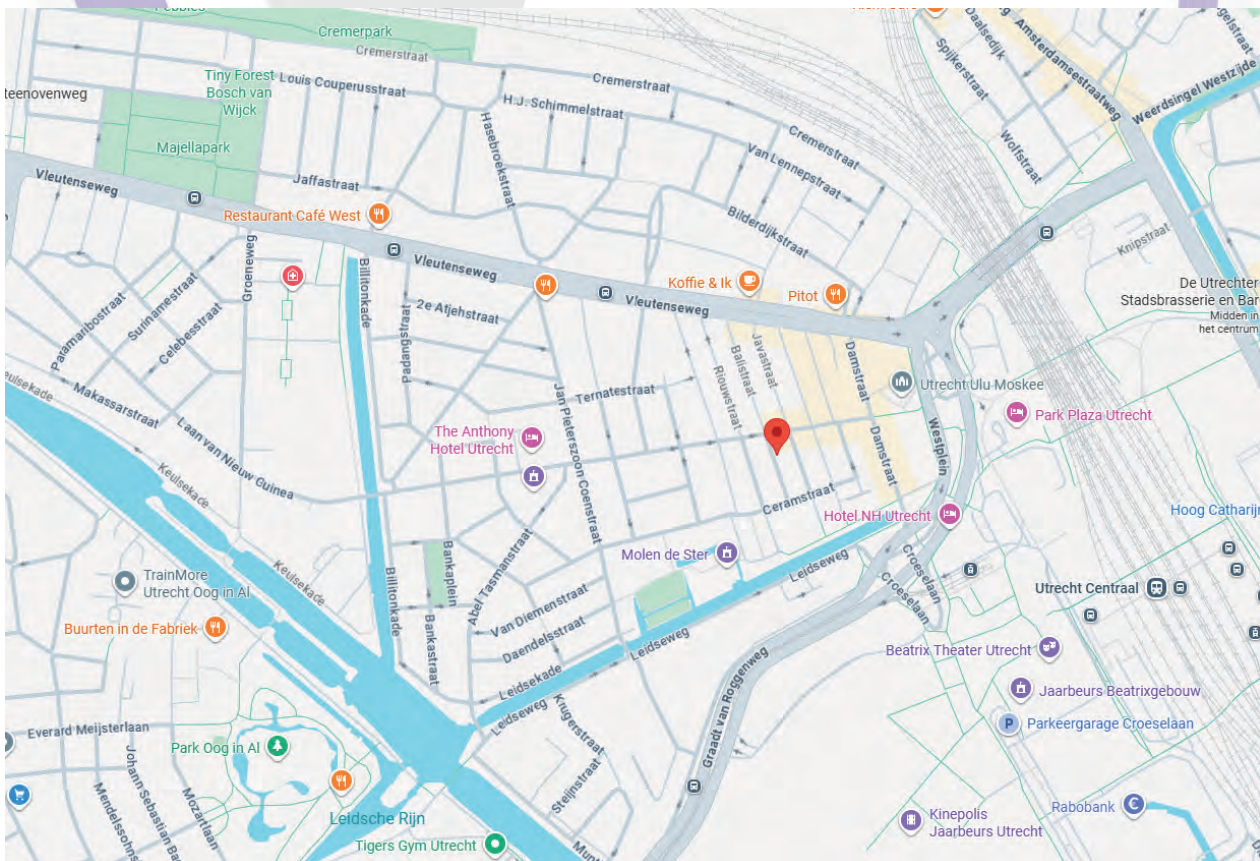 Cremerpark
Cremerstraat
Tiny Forest
Bosch van
Wijck
Louis Couperusstraat
Cremerstraat
H.J. Schimmelstraat
Hasebroekstraat
Majellapark
Cremerstraat
Van Lennepstraat
Daalsedijk
Spijkerstraat
Amsterdamsestraatweg
Weerdsingel Westzijde
Wolfstraat
Vleutenseweg
Jaffastraat
Restaurant Café West
Bilderdijkstraat
Knipstraat
Groeneweg
Billitonkade
Vleutenseweg
Koffie & Ik
Pitot
Vleutenseweg
De Utrechter
Stadsbrasserie en Bar
Midden in
het centrum
Paramaribostraat
Surinamestraat
Celebesstraat
2e Atjehstraat
Padangstraat
Ternatestraat
Jan Pieterszoon Coenstraat
Riouwstraat
Balistraat
Javastraat
Damstraat
Utrecht Ulu Moskee
Park Plaza Utrecht
Westplein
Makassarstraat
Laan van Nieuw Guinea
The Anthony
Hotel Utrecht
Damstraat
Keulsekade
Ceramstraat
Hotel NH Utrecht
Hoog Catharijn
Molen de Ster
Leidseweg
Croeselaan
Croeselaan
Utrecht Centraal
TrainMore
Utrecht Oog in Al
Keulsekade
Billitonkade
Bankaplein
Bankastraat
Abel Tasmanstraat
Van Diemenstraat
Daendelsstraat
Buurten in de Fabriek
Leidsekade
Leidseweg
Leidseweg
Beatrix Theater Utrecht
Jaarbeurs Beatrixgebouw
P
Parkeergarage Croeselaan
Graadt van Roggenweg
Krugerstraat
Steijnstraat
Everard Meijsterlaan
Park Oog in Al
Mozartlaan
Leidsche Rijn
Tigers Gym Utrecht
Kinepolis
Jaarbeurs Utrecht
Rabobank
€